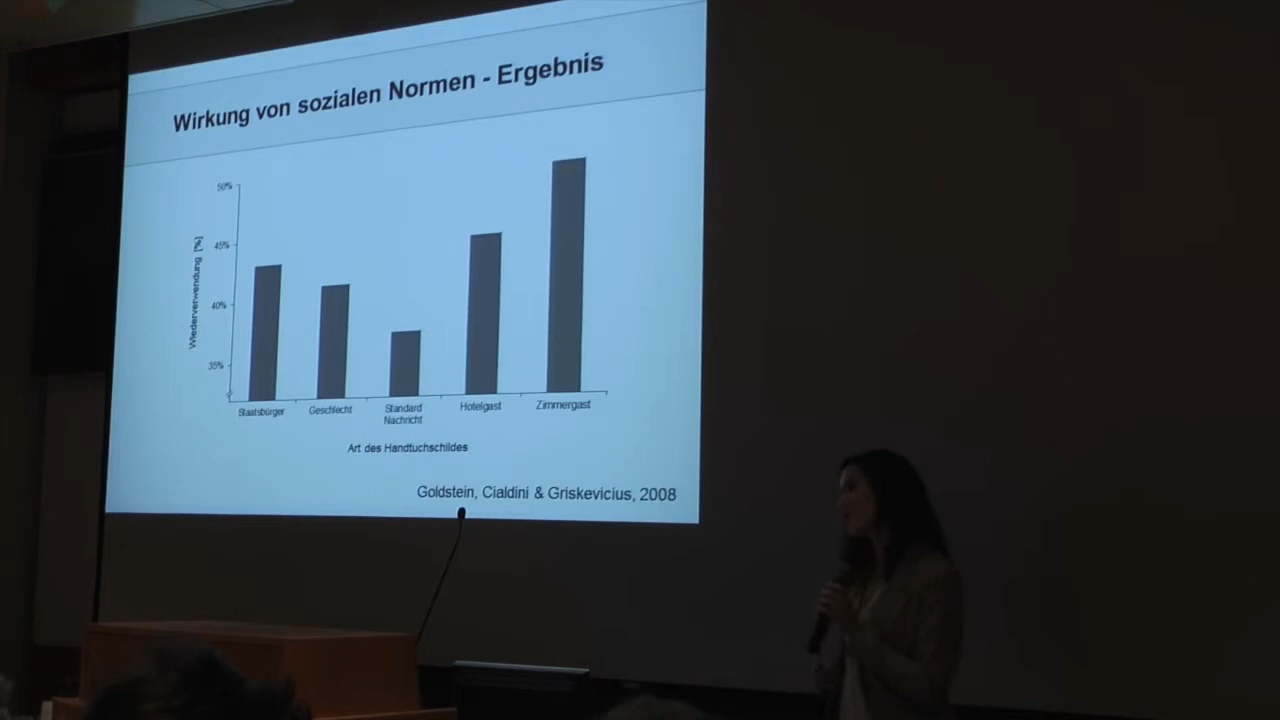 Wirkung von sozialen Normen - Ergebnis
50%
45%
40%
35%
Wiederverwendung [%]
Staatsbürger
Geschlecht
Standard
Nachricht
Hotelgast
Zimmergast
Art des Handtuchschildes
Goldstein, Cialdini & Griskevicius, 2008